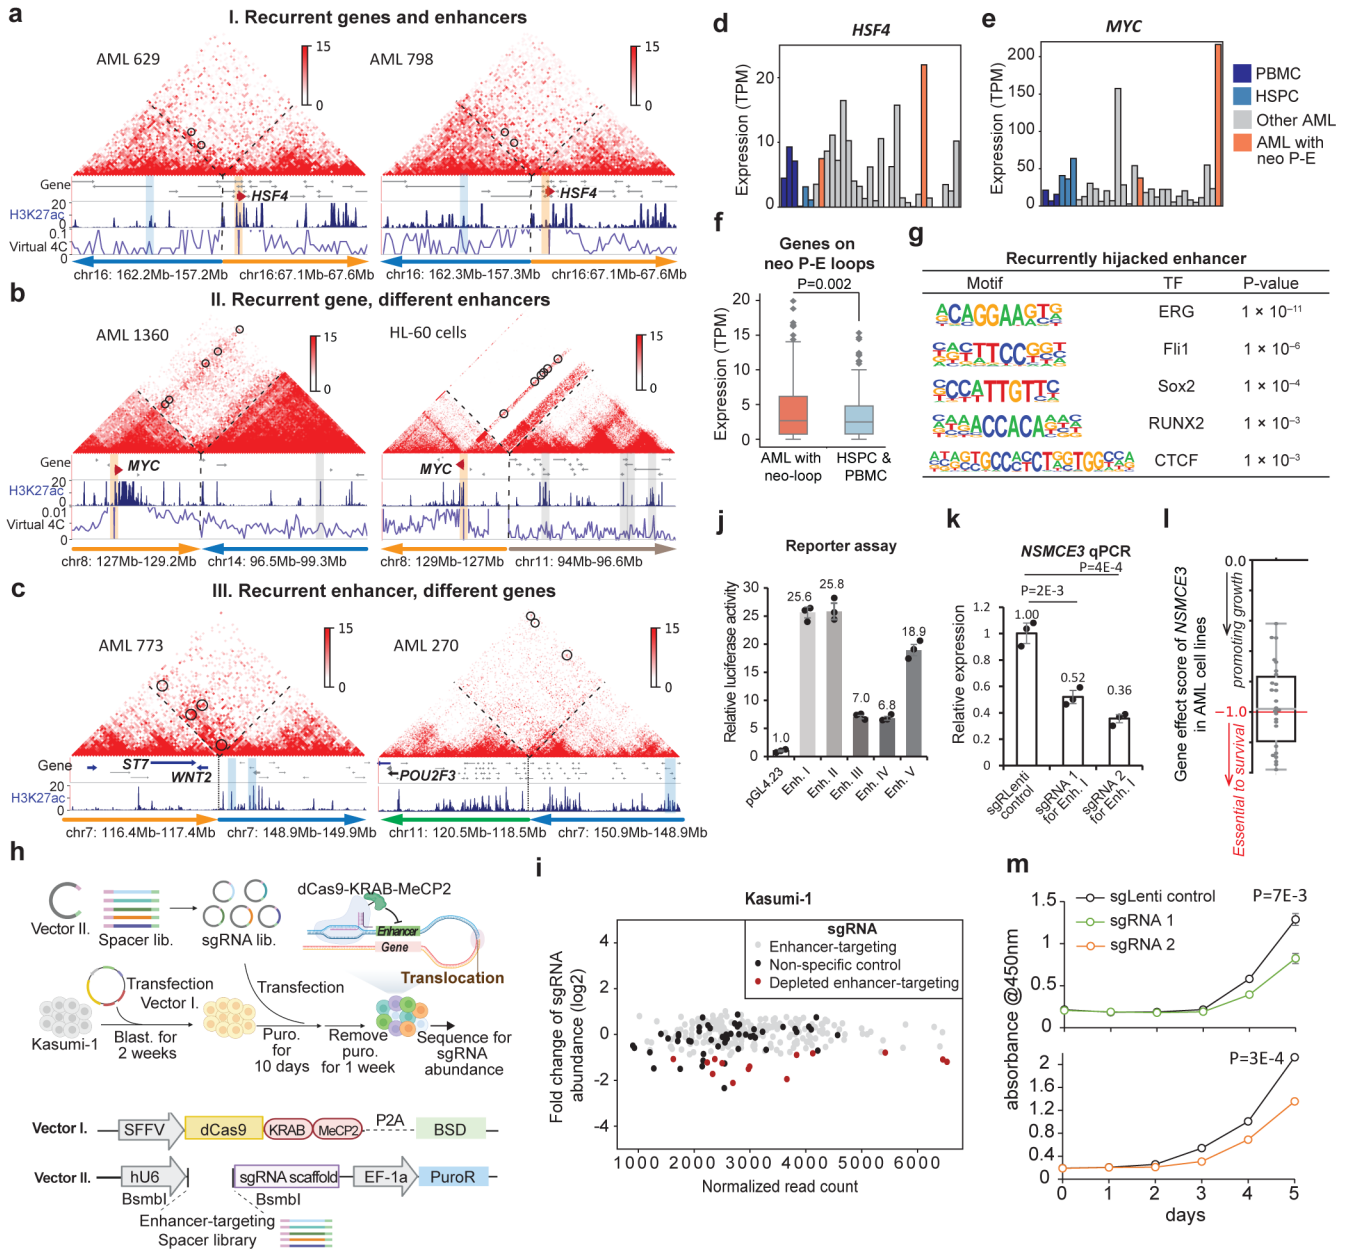 a
I. Recurrent genes and enhancers
AML 629
15
0
AML 798
15
0
Gene
HSF4
HSF4
20
H3K27ac
0
0.1
Virtual 4C
0
chr16: 162.2Mb-157.2Mb
chr16:67.1Mb-67.6Mb
chr16: 162.3Mb-157.3Mb
chr16:67.1Mb-67.6Mb
b
II. Recurrent gene, different enhancers
AML 1360
15
0
HL-60 cells
15
0
Gene
MYC
MYC
20
H3K27ac
0
0.01
Virtual 4C
0
chr8: 127Mb-129.2Mb
chr14: 96.5Mb-99.3Mb
chr8: 129Mb-127Mb
chr11: 94Mb-96.6Mb
c
III. Recurrent enhancer, different genes
AML 773
15
0
AML 270
15
0
Gene
ST7
WNT2
POU2F3
20
H3K27ac
0
chr7: 116.4Mb-117.4Mb
chr7: 148.9Mb-149.9Mb
chr11: 120.5Mb-118.5Mb
chr7: 150.9Mb-148.9Mb
d
HSF4
Expression (TPM)
20
10
0
e
MYC
Expression (TPM)
200
150
100
50
0
PBMC
HSPC
Other AML
AML with
neo P-E
f
Genes on
neo P-E loops
P=0.002
Expression (TPM)
20
15
10
5
0
AML with
neo-loop
HSPC &
PBMC
g
Recurrently hijacked enhancer
Motif
TF
P-value
ERG
1 × 10⁻¹¹
Fli1
1 × 10⁻⁶
Sox2
1 × 10⁻⁴
RUNX2
1 × 10⁻³
CTCF
1 × 10⁻³
h
Vector II.
Spacer lib.
sgRNA lib.
dCas9-KRAB-MeCP2
Enhancer
Gene
Translocation
Transfection
Vector I.
Transfection
Kasumi-1
Blast. for
2 weeks
Puro.
for
10 days
Remove
puro.
for 1 week
Sequence for
sgRNA
abundance
Vector I.
SFFV
dCas9
KRAB
MeCP2
P2A
BSD
Vector II.
hU6
sgRNA scaffold
EF-1a
PuroR
BsmbI
BsmbI
Enhancer-targeting
Spacer library
i
Kasumi-1
sgRNA
Enhancer-targeting
Non-specific control
Depleted enhancer-targeting
Fold change of sgRNA
abundance (log2)
4
2
0
-2
-4
1000
2000
3000
4000
5000
6000
Normalized read count
j
Reporter assay
Relative luciferase activity
30
25
20
15
10
5
0
1.0
25.6
25.8
7.0
6.8
18.9
pGL4.23
Enh. I
Enh. II
Enh. III
Enh. IV
Enh. V
k
NSMCE3 qPCR
P=4E-4
P=2E-3
Relative expression
1.2
1
0.8
0.6
0.4
0.2
0
1.00
0.52
0.36
sgRLenti
control
sgRNA 1
for Enh. I
sgRNA 2
for Enh. I
l
Gene effect score of NSMCE3
in AML cell lines
0.0
−1.0
promoting growth
Essential to survival
m
sgLenti control
sgRNA 1
sgRNA 2
P=7E-3
1.5
1
0.5
0
P=3E-4
2
1.6
1.2
0.4
0
absorbance @450nm
0
1
2
3
4
5
days